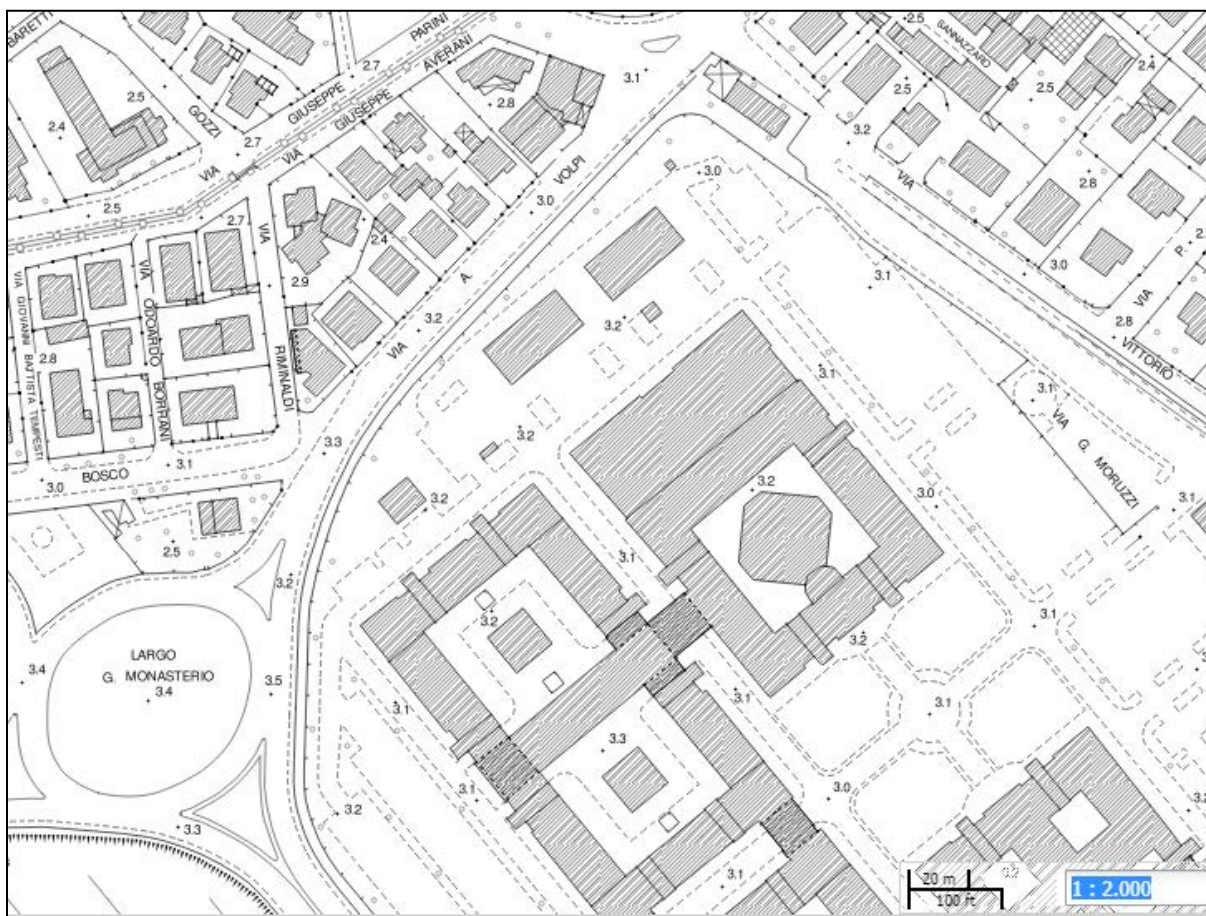 BARETTI
2.4
2.5
GOZZI
2.7
2.7
VIA GIUSEPPE PARINI
VIA GIUSEPPE AVERANI
2.8
3.1
2.5
SANNAZZARO
2.5
2.5
2.4
3.2
VIA
2.8
3.0
VIA P.
2.8
VITTORIO
2.5
2.7
VIA RIMINALDI
2.9
2.4
VIA A. VOLPI
3.0
3.2
3.0
3.1
3.2
VIA GIOVANNI BATTISTA TEMPESTI
VIA ODOARDO BORRANI
2.8
3.1
BOSCO
3.0
3.3
3.2
3.2
3.1
3.1
VIA G. MORUZZI
3.2
3.0
3.1
2.5
3.2
3.1
3.2
3.2
3.1
LARGO
G. MONASTERIO
3.4
3.4
3.5
3.1
3.1
3.1
3.3
3.1
3.2
3.0
3.3
3.1
20 m
100 ft
1 : 2.000